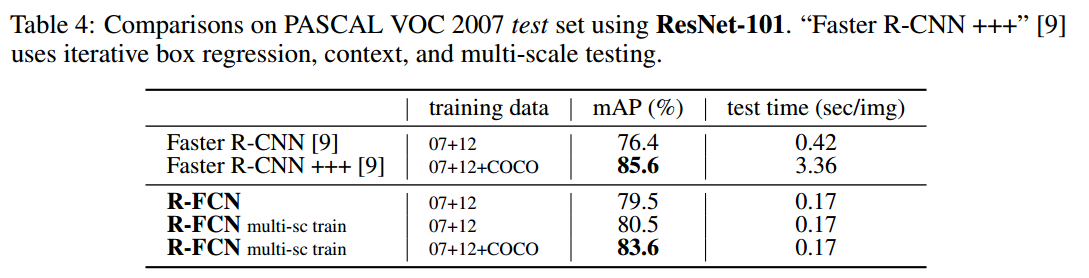 Table 4: Comparisons on PASCAL VOC 2007 test set using ResNet-101. “Faster R-CNN +++” [9]
uses iterative box regression, context, and multi-scale testing.
training data mAP (%) test time (sec/img)
Faster R-CNN [9] 07+12 76.4 0.42
Faster R-CNN +++ [9] 07+12+COCO 85.6 3.36
R-FCN 07+12 79.5 0.17
R-FCN multi-sc train 07+12 80.5 0.17
R-FCN multi-sc train 07+12+COCO 83.6 0.17